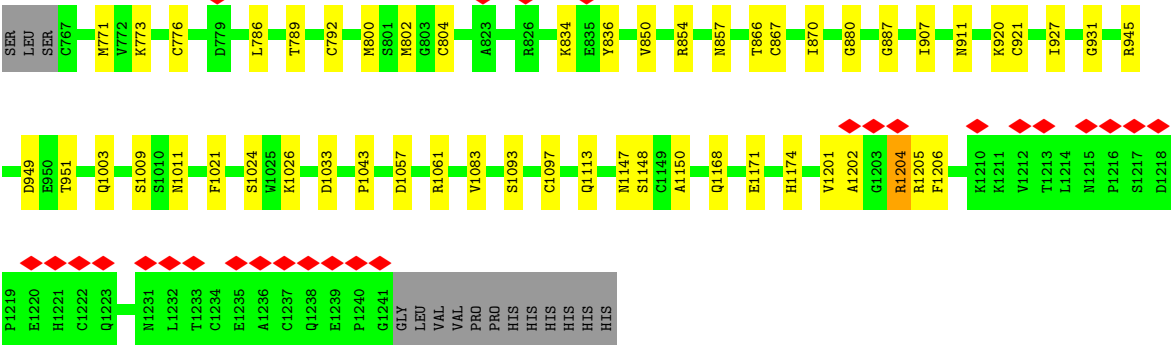 SER LEU SER C767 M771 V772 K773 C776 D779 L786 T789 C792 M800 S801 M802 G803 C804 A823 R826 K834 E835 Y836 V850 R854 N857 T866 C867 I870 G880 G887 I907 N911 K920 C921 I927 G931 R945
D949 E950 T951 Q1003 S1009 S1010 N1011 F1021 S1024 W1025 K1026 D1033 P1043 D1057 R1061 V1083 S1093 C1097 Q1113 N1147 S1148 C1149 A1150 Q1168 E1171 H1174 V1201 A1202 G1203 R1204 R1205 F1206 K1210 K1211 V1212 T1213 L1214 N1215 P1216 S1217 D1218
P1219 E1220 H1221 C1222 Q1223 N1231 L1232 T1233 C1234 E1235 A1236 C1237 Q1238 E1239 P1240 G1241 GLY LEU VAL VAL PRO PRO HIS HIS HIS HIS HIS HIS